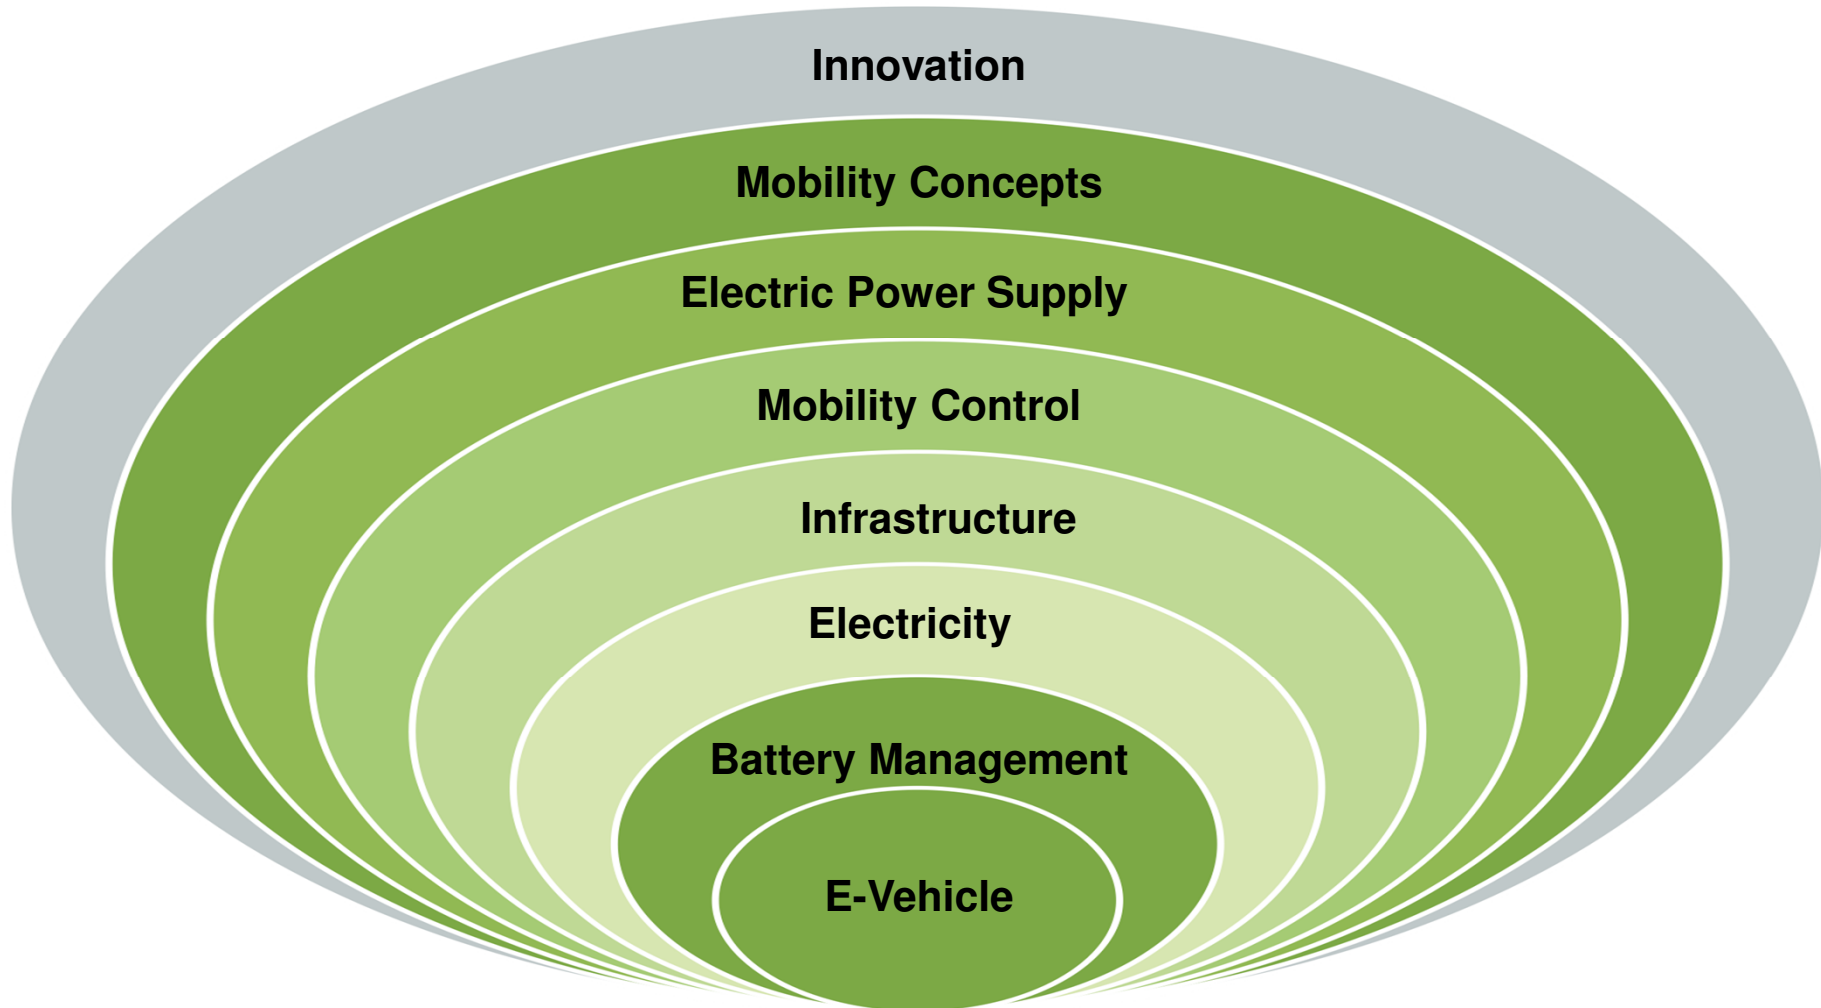 Innovation
Mobility Concepts
Electric Power Supply
Mobility Control
Infrastructure
Electricity
Battery Management
E-Vehicle